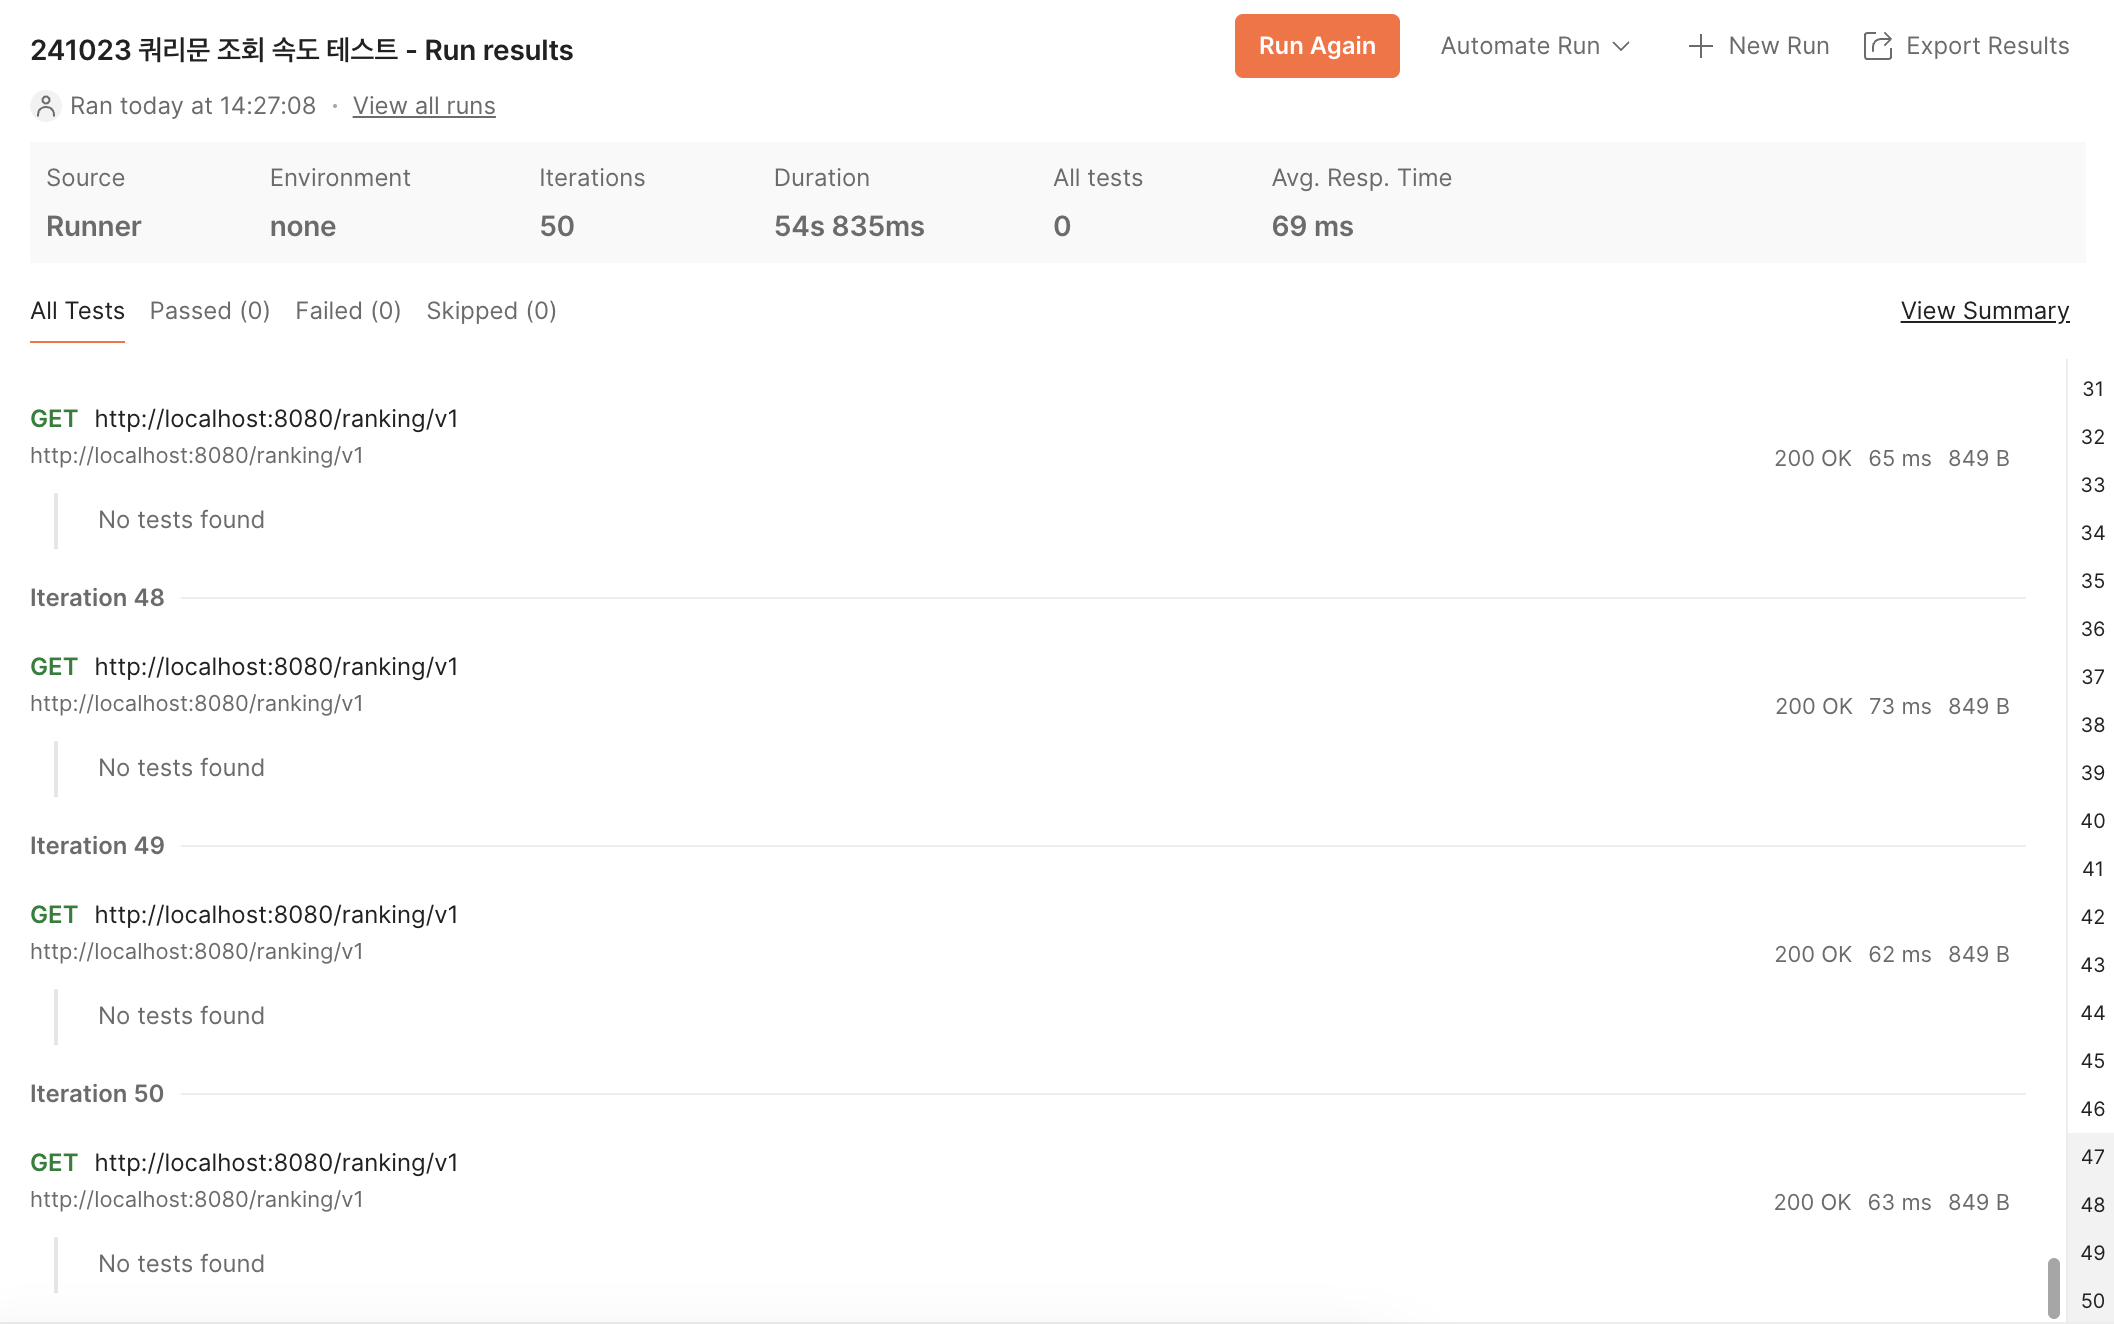 241023 쿼리문 조회 속도 테스트 - Run results
Run Again
Automate Run
New Run
Export Results
Ran today at 14:27:08 · View all runs
Source
Environment
Iterations
Duration
All tests
Avg. Resp. Time
Runner
none
50
54s 835ms
0
69 ms
All Tests
Passed (0)
Failed (0)
Skipped (0)
View Summary
GET http://localhost:8080/ranking/v1
http://localhost:8080/ranking/v1
200 OK 65 ms 849 B
No tests found
Iteration 48
GET http://localhost:8080/ranking/v1
http://localhost:8080/ranking/v1
200 OK 73 ms 849 B
No tests found
Iteration 49
GET http://localhost:8080/ranking/v1
http://localhost:8080/ranking/v1
200 OK 62 ms 849 B
No tests found
Iteration 50
GET http://localhost:8080/ranking/v1
http://localhost:8080/ranking/v1
200 OK 63 ms 849 B
No tests found
31
32
33
34
35
36
37
38
39
40
41
42
43
44
45
46
47
48
49
50